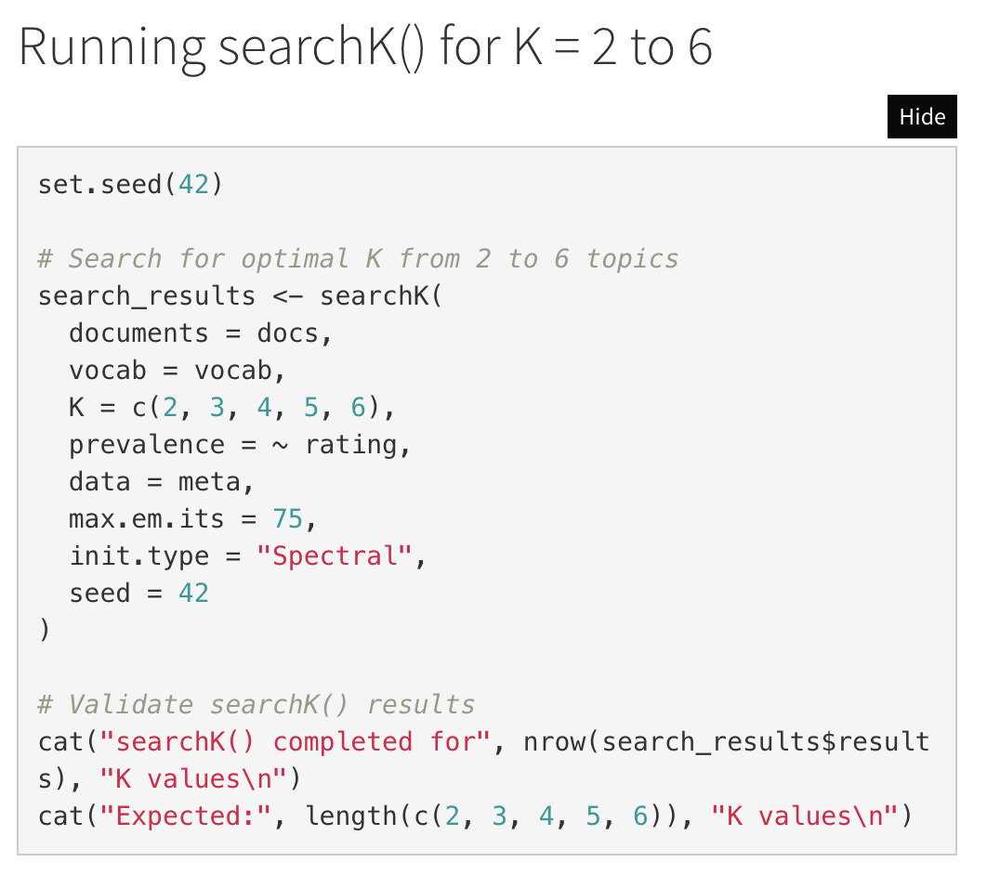 Running searchK() for K = 2 to 6
Hide
set.seed(42)
# Search for optimal K from 2 to 6 topics
search_results <- searchK(
  documents = docs,
  vocab = vocab,
  K = c(2, 3, 4, 5, 6),
  prevalence = ~ rating,
  data = meta,
  max.em.its = 75,
  init.type = "Spectral",
  seed = 42
)
# Validate searchK() results
cat("searchK() completed for", nrow(search_results$result
s), "K values\n")
cat("Expected:", length(c(2, 3, 4, 5, 6)), "K values\n")